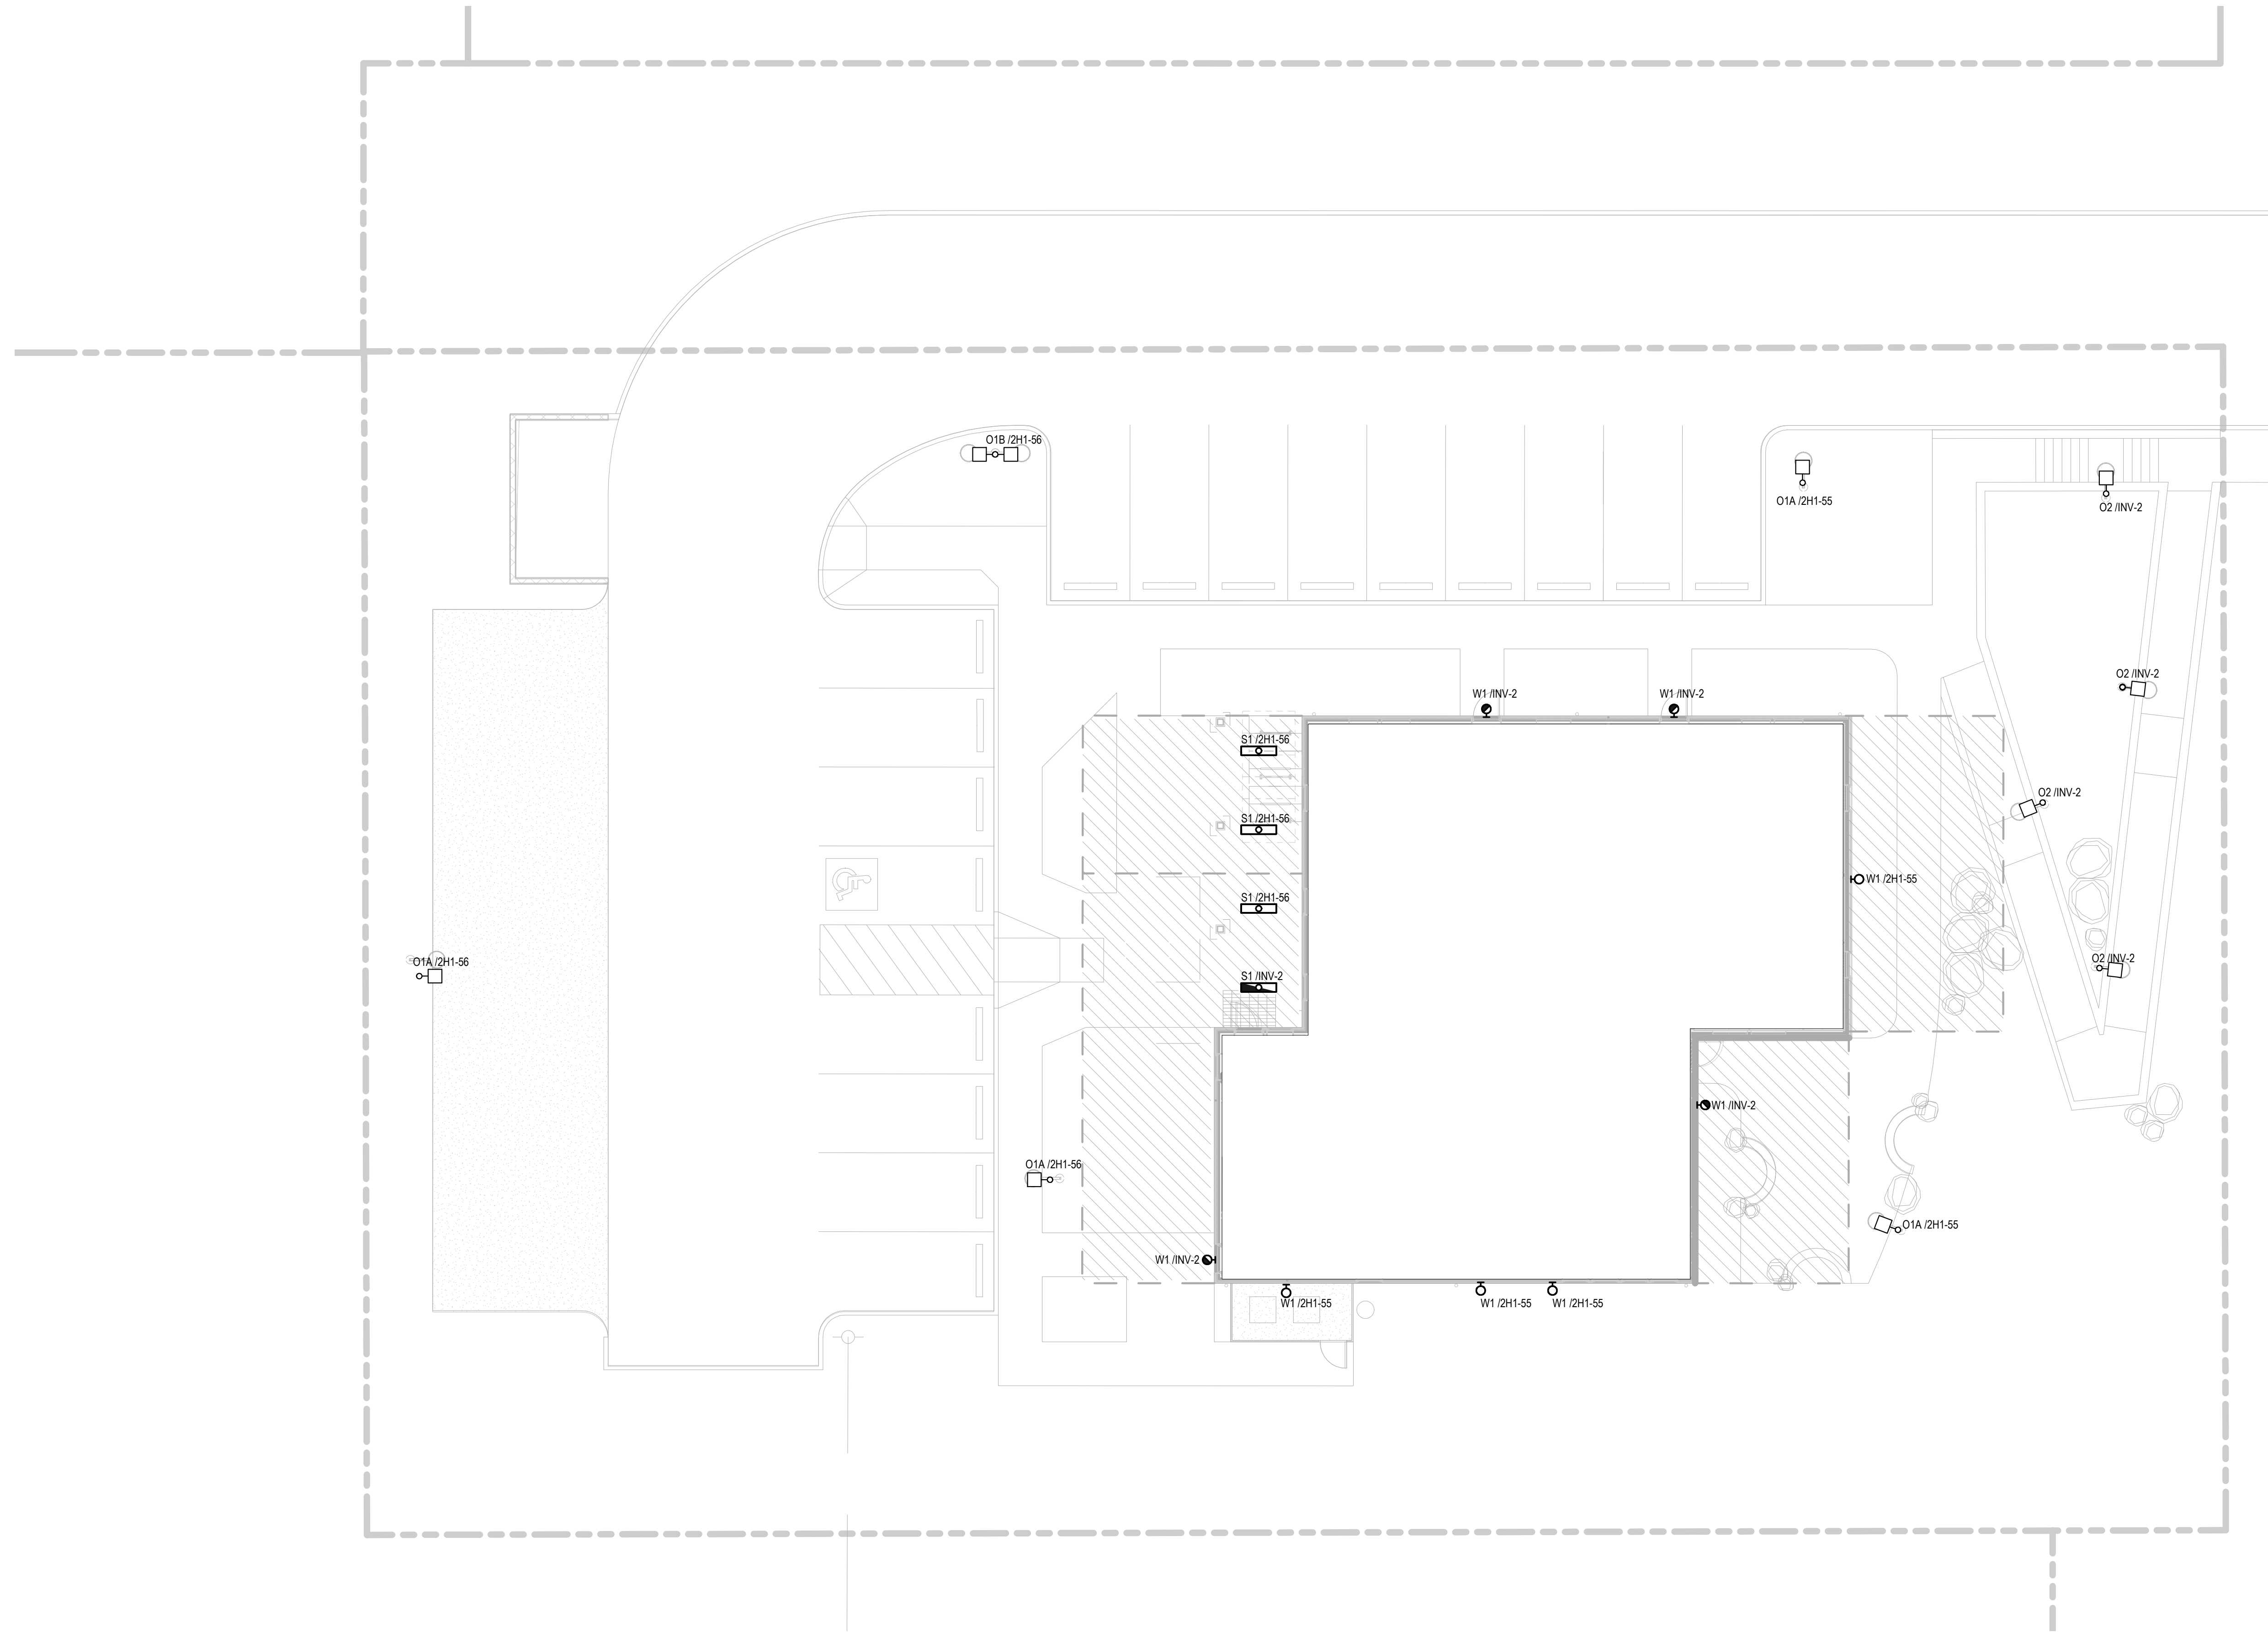 O1B /2H1-56
O1A /2H1-55
O2 /INV-2
O2 /INV-2
W1 /INV-2
W1 /INV-2
S1 /2H1-56
O2 /INV-2
S1 /2H1-56
W1 /2H1-55
S1 /2H1-56
O2 /INV-2
O1A /2H1-56
S1 /INV-2
W1 /INV-2
O1A /2H1-56
O1A /2H1-55
W1 /INV-2
W1 /2H1-55
W1 /2H1-55
W1 /2H1-55